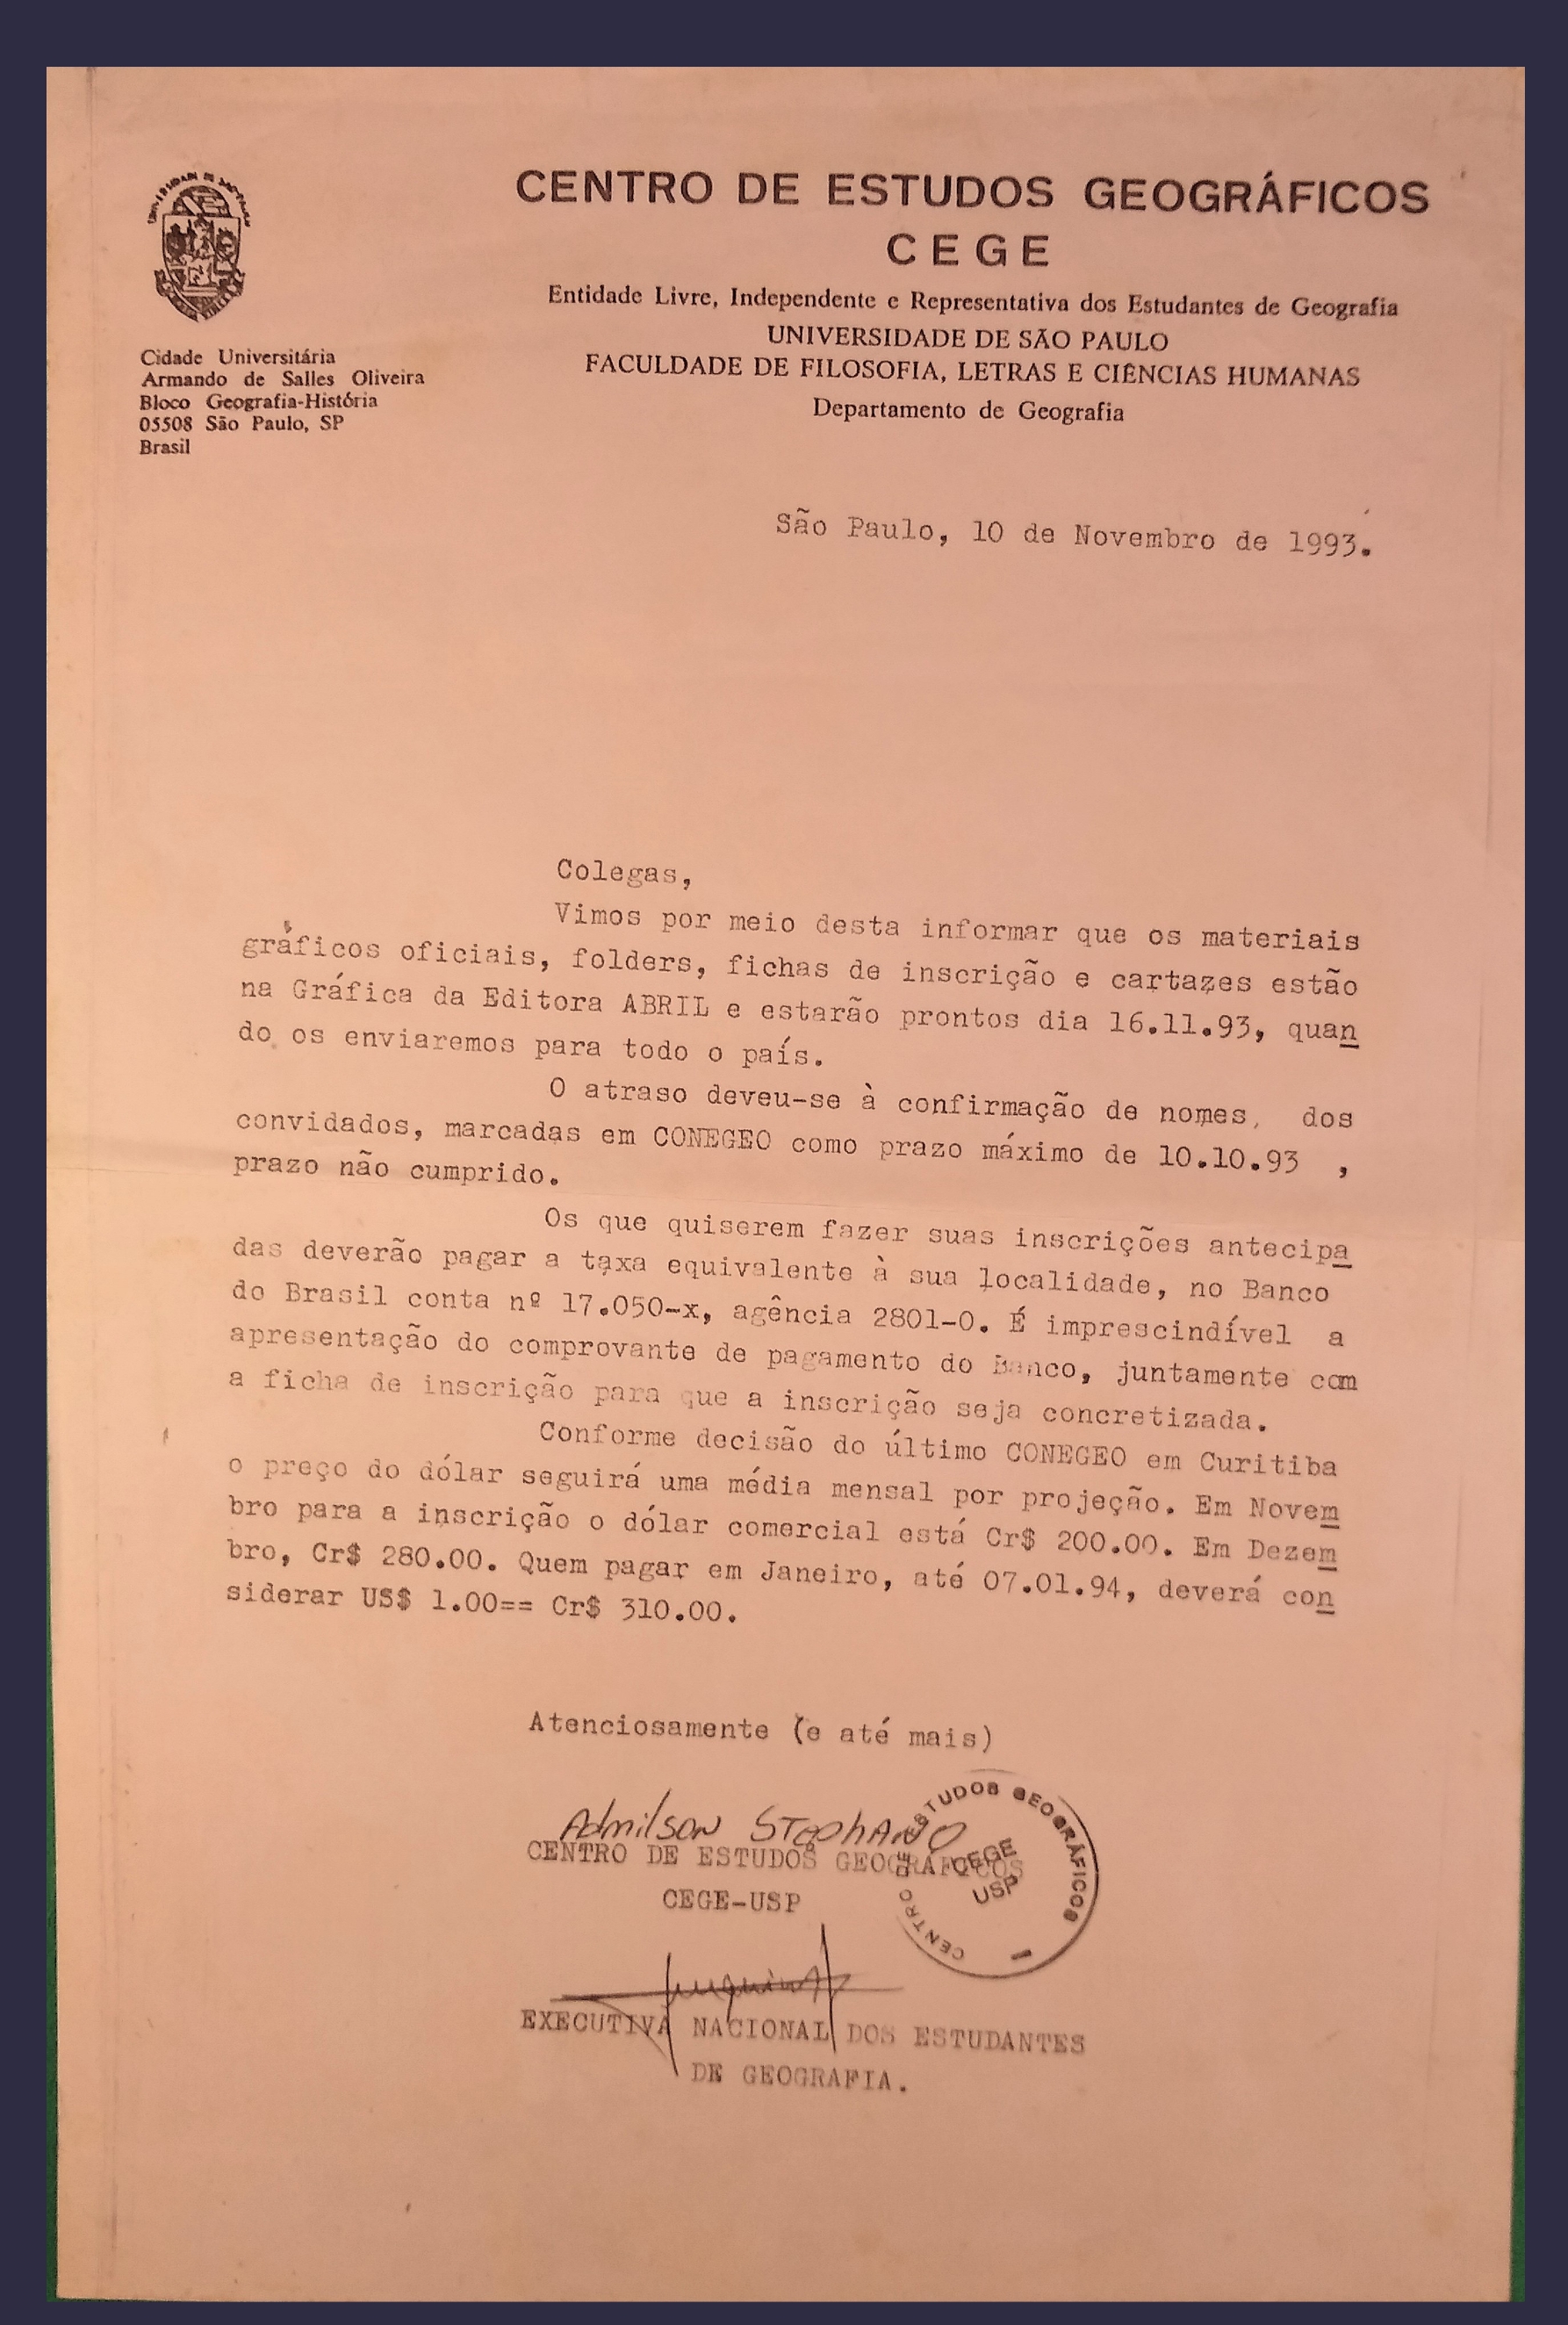 CENTRO DE ESTUDOS GEOGRÁFICOS
CEGE
Entidade Livre, Independente e Representativa dos Estudantes de Geografia
UNIVERSIDADE DE SÃO PAULO
FACULDADE DE FILOSOFIA, LETRAS E CIÊNCIAS HUMANAS
Departamento de Geografia
Cidade Universitária
Armando de Salles Oliveira
Bloco Geografia-História
05508 São Paulo, SP
Brasil
São Paulo, 10 de Novembro de 1993.
Colegas,
Vimos por meio desta informar que os materiais
gráficos oficiais, folders, fichas de inscrição e cartazes estão
na Gráfica da Editora ABRIL e estarão prontos dia 16.11.93, quan
do os enviaremos para todo o país.
O atraso deveu-se à confirmação de nomes, dos
convidados, marcadas em CONEGEO como prazo máximo de 10.10.93 ,
prazo não cumprido.
Os que quiserem fazer suas inscrições antecipa
das deverão pagar a taxa equivalente à sua localidade, no Banco
do Brasil conta nº 17.050-x, agência 2801-0. É imprescindível a
apresentação do comprovante de pagamento do Banco, juntamente com
a ficha de inscrição para que a inscrição seja concretizada.
Conforme decisão do último CONEGEO em Curitiba
o preço do dólar seguirá uma média mensal por projeção. Em Novem
bro para a inscrição o dólar comercial está Cr$ 200.00. Em Dezem
bro, Cr$ 280.00. Quem pagar em Janeiro, até 07.01.94, deverá con
siderar US$ 1.00== Cr$ 310.00.
Atenciosamente (e até mais)
Admilson Stephano
CENTRO DE ESTUDOS GEOGRÁFICOS
CEGE-USP
CENTRO DE ESTUDOS GEOGRÁFICOS
CEGE
USP
EXECUTIVA NACIONAL DOS ESTUDANTES
DE GEOGRAFIA.